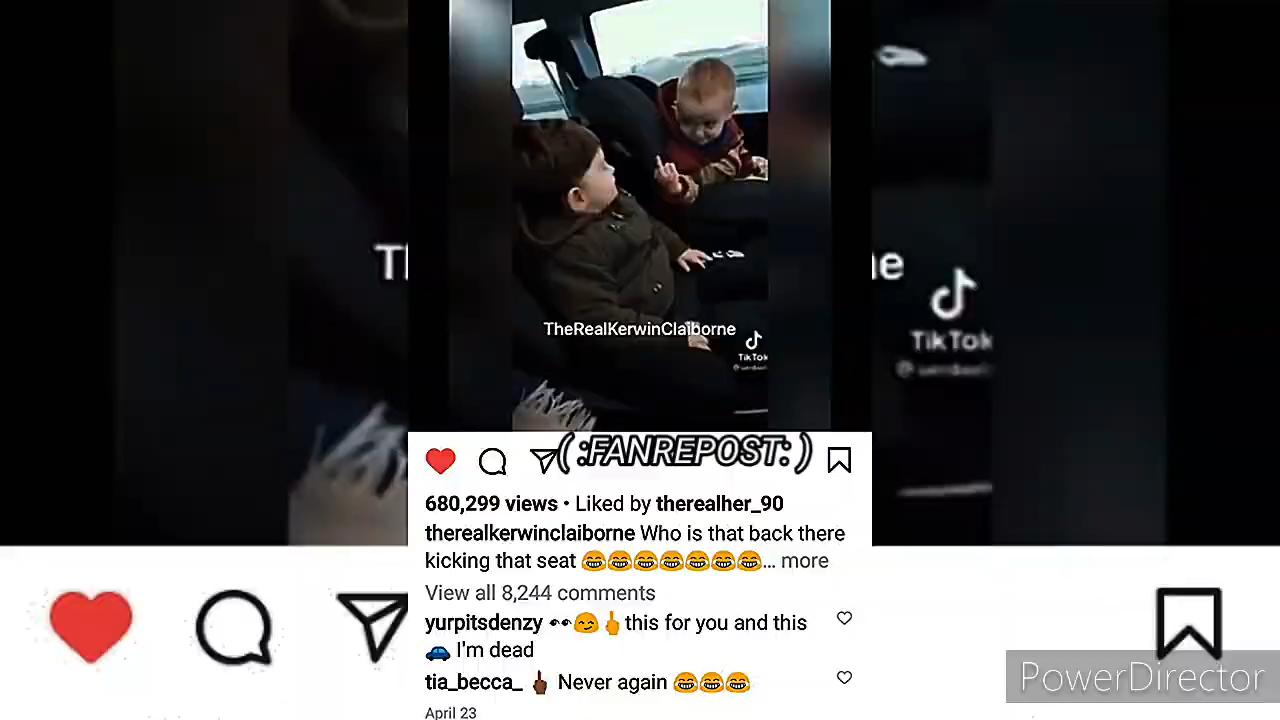 TheRealKerwinClaiborne
TikTok
(:FANREPOST:)
680,299 views • Liked by therealher_90
therealkerwinclaiborne Who is that back there
kicking that seat 😂😂😂😂😂😂😂... more
View all 8,244 comments
yurpitsdenzy 👀😏🖕this for you and this
🚙 I'm dead
tia_becca_ 🖕🏿 Never again 😂😂😂
April 23
TikTok
PowerDirector